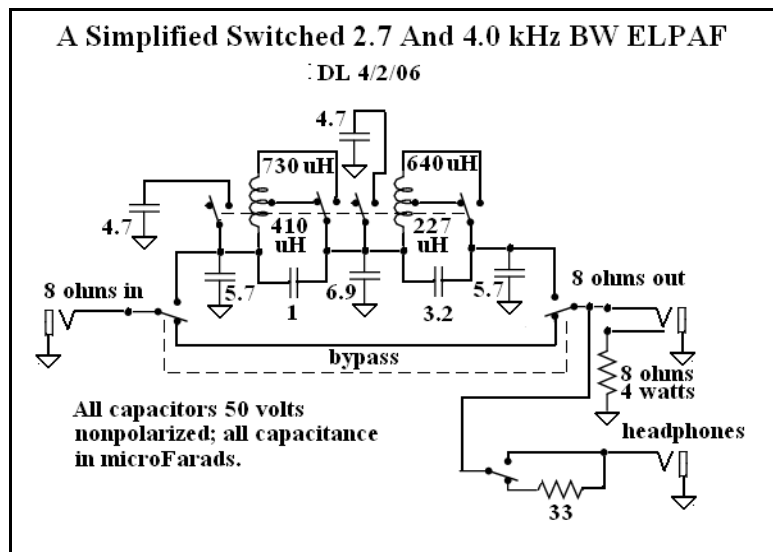 A Simplified Switched 2.7 And 4.0 kHz BW ELPAF
: DL 4/2/06
4.7
730 uH
640 uH
4.7
410
uH
227
uH
8 ohms in
5.7
1
6.9
3.2
5.7
8 ohms out
bypass
8 ohms
4 watts
All capacitors 50 volts
nonpolarized; all capacitance
in microFarads.
headphones
33